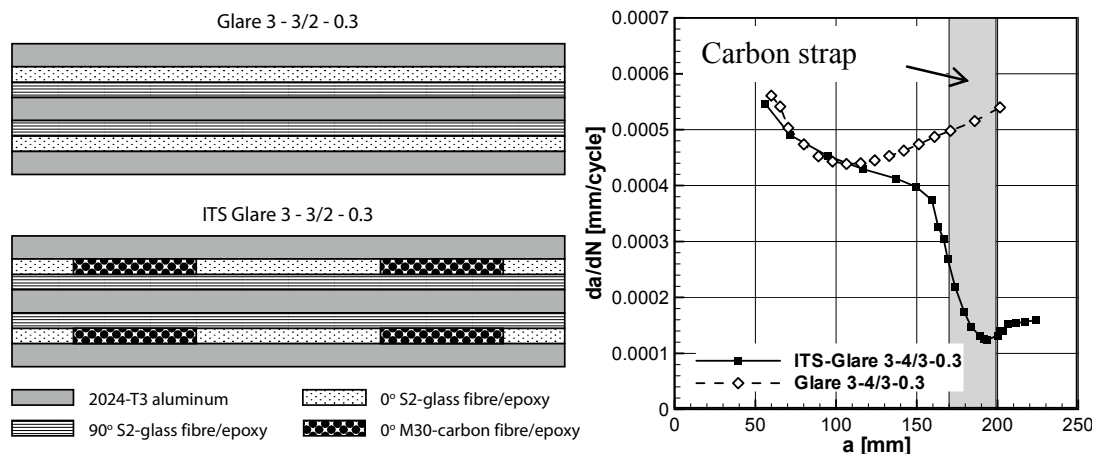 Glare 3 - 3/2 - 0.3
ITS Glare 3 - 3/2 - 0.3
2024-T3 aluminum
0° S2-glass fibre/epoxy
90° S2-glass fibre/epoxy
0° M30-carbon fibre/epoxy
0.0007
0.0006
0.0005
0.0004
0.0003
0.0002
0.0001
0
da/dN [mm/cycle]
Carbon strap
ITS-Glare 3-4/3-0.3
Glare 3-4/3-0.3
0 50 100 150 200 250
a [mm]